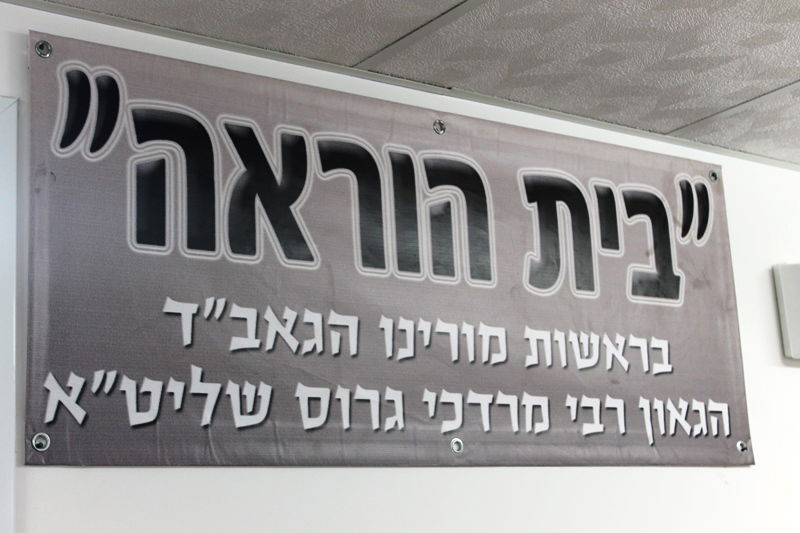 "בית הוראה"
בראשות מורינו הגאב"ד
הגאון רבי מרדכי גרוס שליט"א